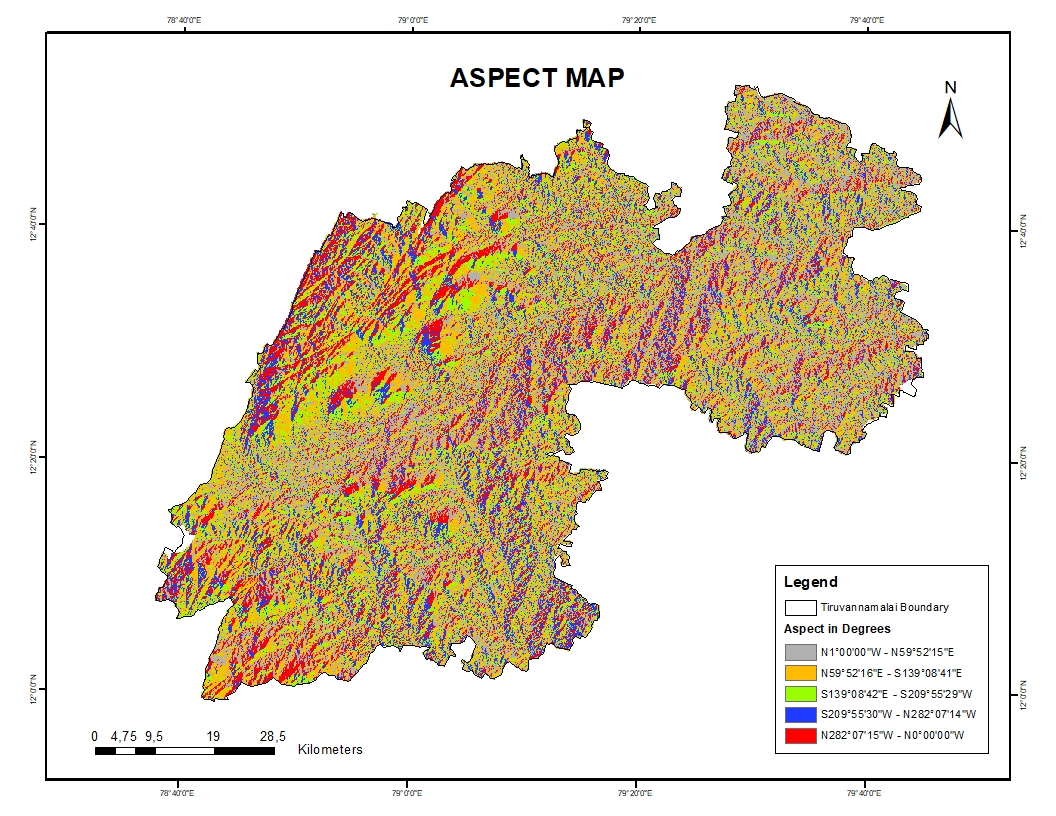 78°40'0"E 79°0'0"E 79°20'0"E 79°40'0"E
ASPECT MAP
N
12°40'0"N 12°40'0"N
12°20'0"N 12°20'0"N
12°0'0"N 12°0'0"N
Legend
Tiruvannamalai Boundary
Aspect in Degrees
N1°00'00"W - N59°52'15"E
N59°52'16"E - S139°08'41"E
S139°08'42"E - S209°55'29"W
S209°55'30"W - N282°07'14"W
N282°07'15"W - N0°00'00"W
0 4,75 9,5 19 28,5
Kilometers
78°40'0"E 79°0'0"E 79°20'0"E 79°40'0"E